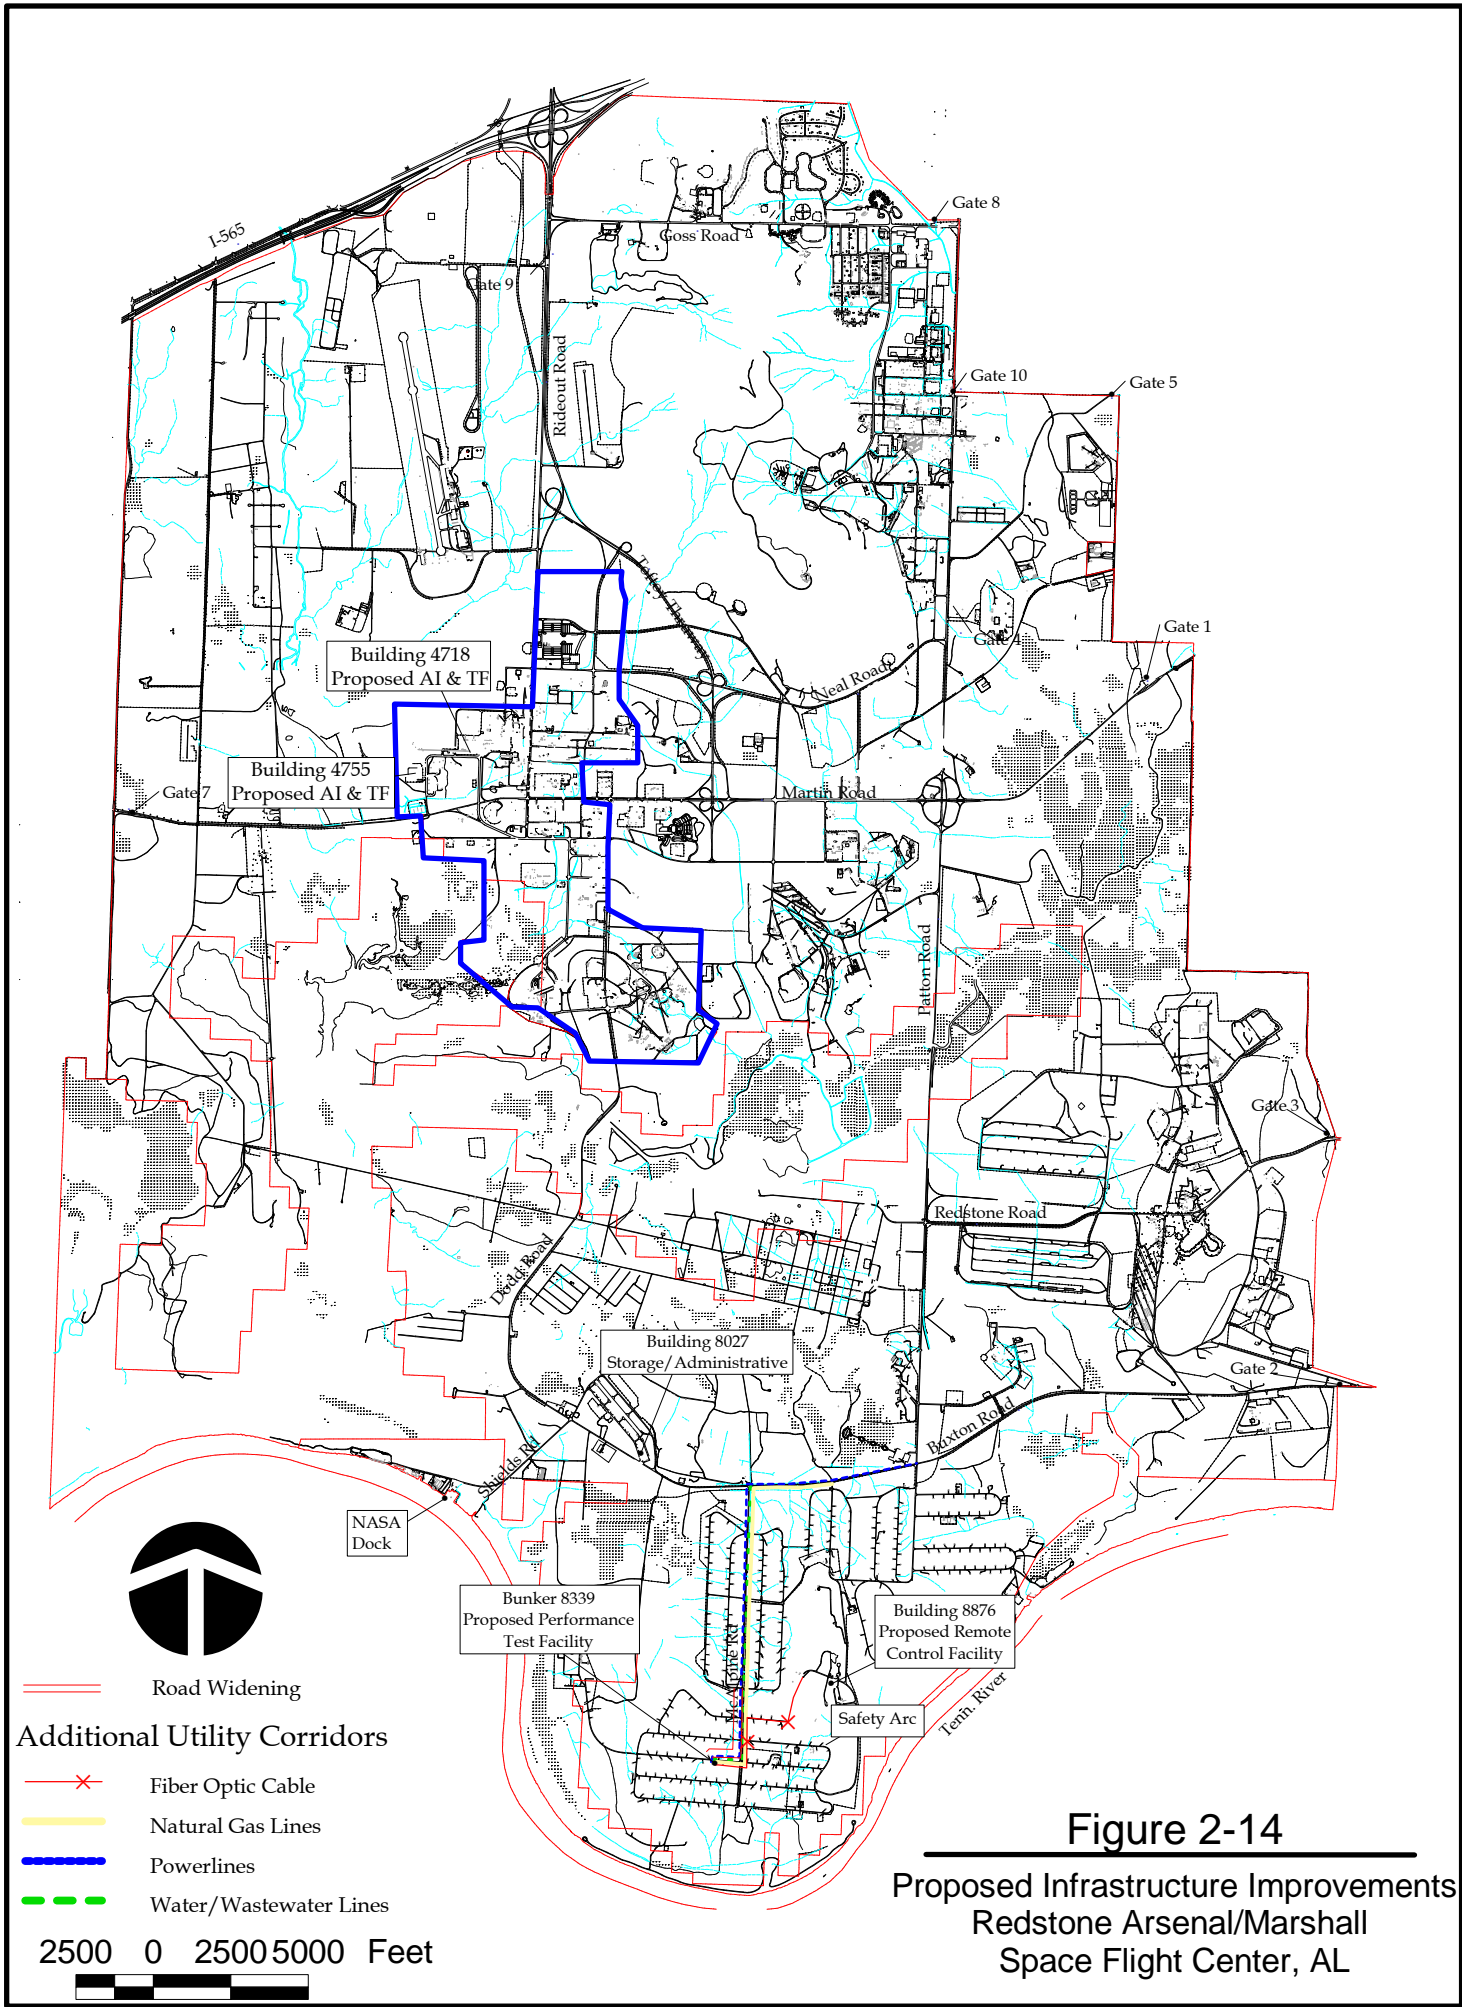 I-565
Goss Road
Gate 8
Gate 9
Rideout Road
Gate 10
Gate 5
Toftoy Thruway
Gate 4
Gate 1
Building 4718
Proposed AI & TF
Neal Road
Building 4755
Proposed AI & TF
Gate 7
Martin Road
Patton Road
Gate 3
Redstone Road
Dodd Road
Building 8027
Storage/Administrative
Gate 2
Buxton Road
Shields Rd
NASA
Dock
Bunker 8339
Proposed Performance
Test Facility
Building 8876
Proposed Remote
Control Facility
McAlpine Rd
Safety Arc
Tenn. River
Road Widening
Additional Utility Corridors
Fiber Optic Cable
Natural Gas Lines
Powerlines
Water/Wastewater Lines
2500 0 2500 5000 Feet
Figure 2-14
Proposed Infrastructure Improvements
Redstone Arsenal/Marshall
Space Flight Center, AL